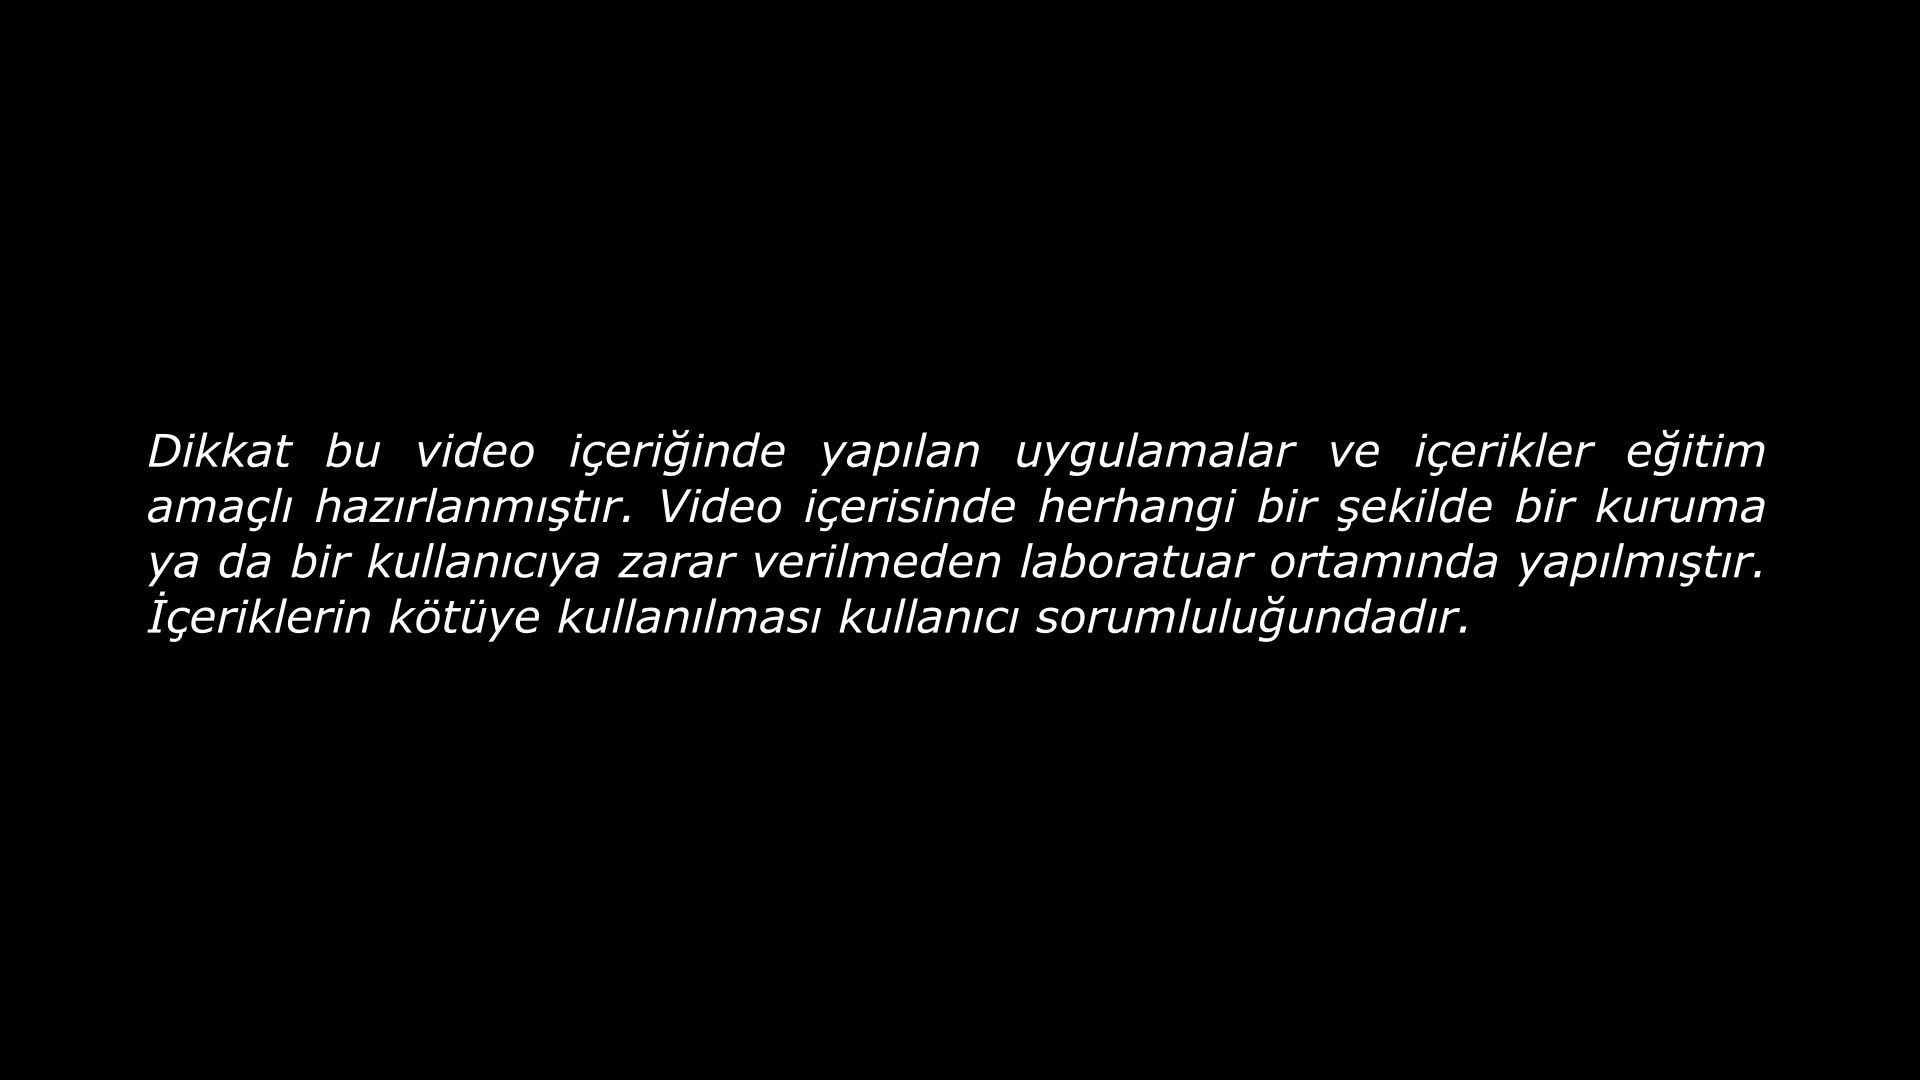 Dikkat bu video içeriğinde yapılan uygulamalar ve içerikler eğitim
amaçlı hazırlanmıştır. Video içerisinde herhangi bir şekilde bir kuruma
ya da bir kullanıcıya zarar verilmeden laboratuar ortamında yapılmıştır.
İçeriklerin kötüye kullanılması kullanıcı sorumluluğundadır.